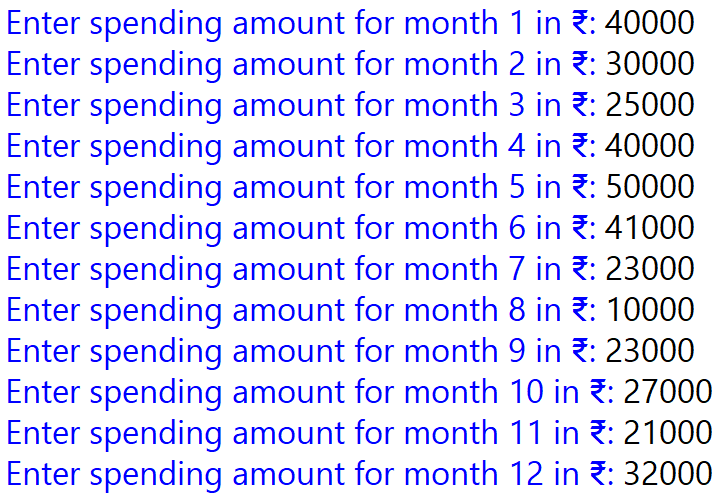 Enter spending amount for month 1 in ₹: 40000
Enter spending amount for month 2 in ₹: 30000
Enter spending amount for month 3 in ₹: 25000
Enter spending amount for month 4 in ₹: 40000
Enter spending amount for month 5 in ₹: 50000
Enter spending amount for month 6 in ₹: 41000
Enter spending amount for month 7 in ₹: 23000
Enter spending amount for month 8 in ₹: 10000
Enter spending amount for month 9 in ₹: 23000
Enter spending amount for month 10 in ₹: 27000
Enter spending amount for month 11 in ₹: 21000
Enter spending amount for month 12 in ₹: 32000